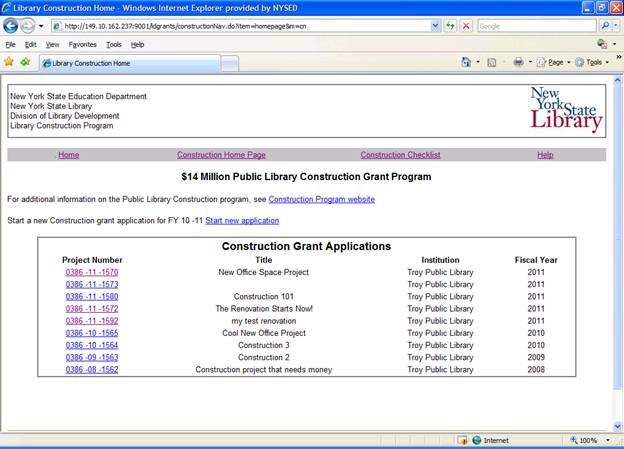 Library Construction Home - Windows Internet Explorer provided by NYSED
http://149.10.162.237:9001/ldgrants/constructionNav.do?item=homepage&m=cn
Google
File Edit View Favorites Tools Help
Library Construction Home
Page Tools
New York State Education Department
New York State Library
Division of Library Development
Library Construction Program
New
York State
Library
Home Construction Home Page Construction Checklist Help
$14 Million Public Library Construction Grant Program
For additional information on the Public Library Construction program, see Construction Program website
Start a new Construction grant application for FY 10 -11 Start new application
Construction Grant Applications
Project Number Title Institution Fiscal Year
0386 -11 -1570 New Office Space Project Troy Public Library 2011
0386 -11 -1573 Troy Public Library 2011
0386 -11 -1580 Construction 101 Troy Public Library 2011
0386 -11 -1572 The Renovation Starts Now! Troy Public Library 2011
0386 -11 -1592 my test renovation Troy Public Library 2011
0386 -10 -1565 Cool New Office Project Troy Public Library 2010
0386 -10 -1564 Construction 3 Troy Public Library 2010
0386 -09 -1563 Construction 2 Troy Public Library 2009
0386 -08 -1562 Construction project that needs money Troy Public Library 2008
Internet 100%